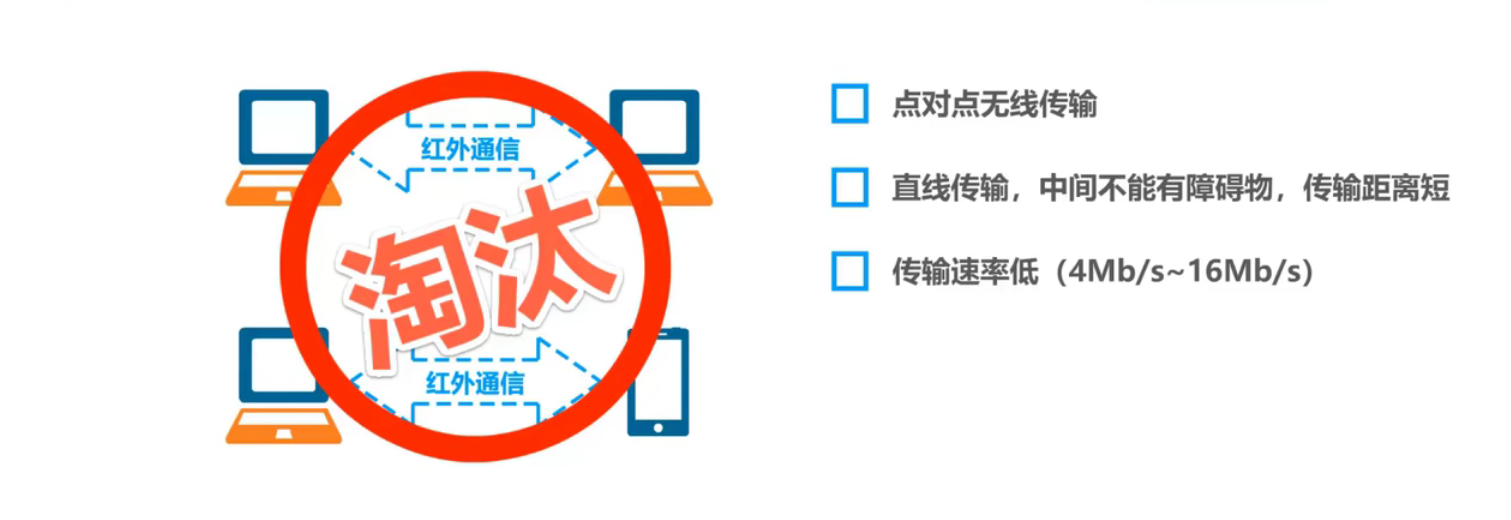 红外通信
淘汰
红外通信
点对点无线传输
直线传输，中间不能有障碍物，传输距离短
传输速率低（4Mb/s~16Mb/s）